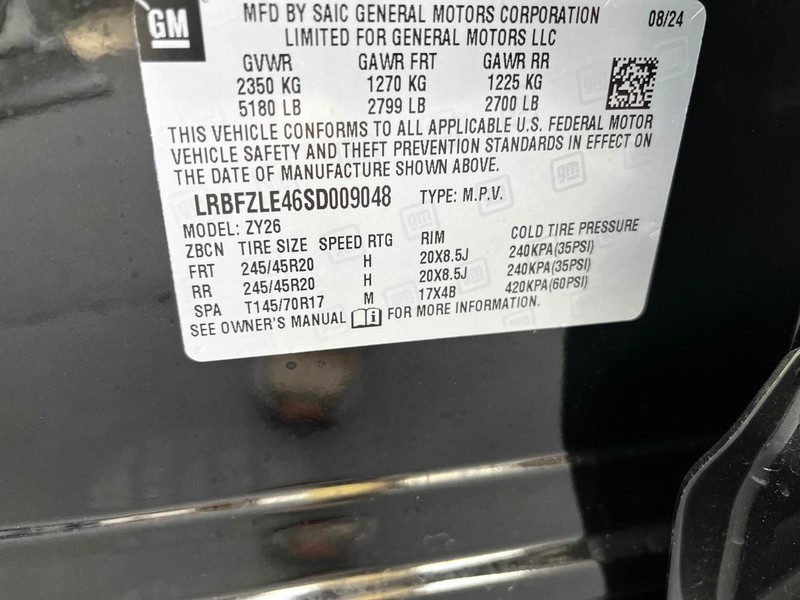 GM
MFD BY SAIC GENERAL MOTORS CORPORATION 08/24
LIMITED FOR GENERAL MOTORS LLC
GVWR GAWR FRT GAWR RR
2350 KG 1270 KG 1225 KG
5180 LB 2799 LB 2700 LB
THIS VEHICLE CONFORMS TO ALL APPLICABLE U.S. FEDERAL MOTOR
VEHICLE SAFETY AND THEFT PREVENTION STANDARDS IN EFFECT ON
THE DATE OF MANUFACTURE SHOWN ABOVE.
LRBFZLE46SD009048 TYPE: M.P.V.
MODEL: ZY26
ZBCN TIRE SIZE SPEED RTG RIM COLD TIRE PRESSURE
FRT 245/45R20 H 20X8.5J 240KPA(35PSI)
RR 245/45R20 H 20X8.5J 240KPA(35PSI)
SPA T145/70R17 M 17X4B 420KPA(60PSI)
SEE OWNER'S MANUAL FOR MORE INFORMATION.